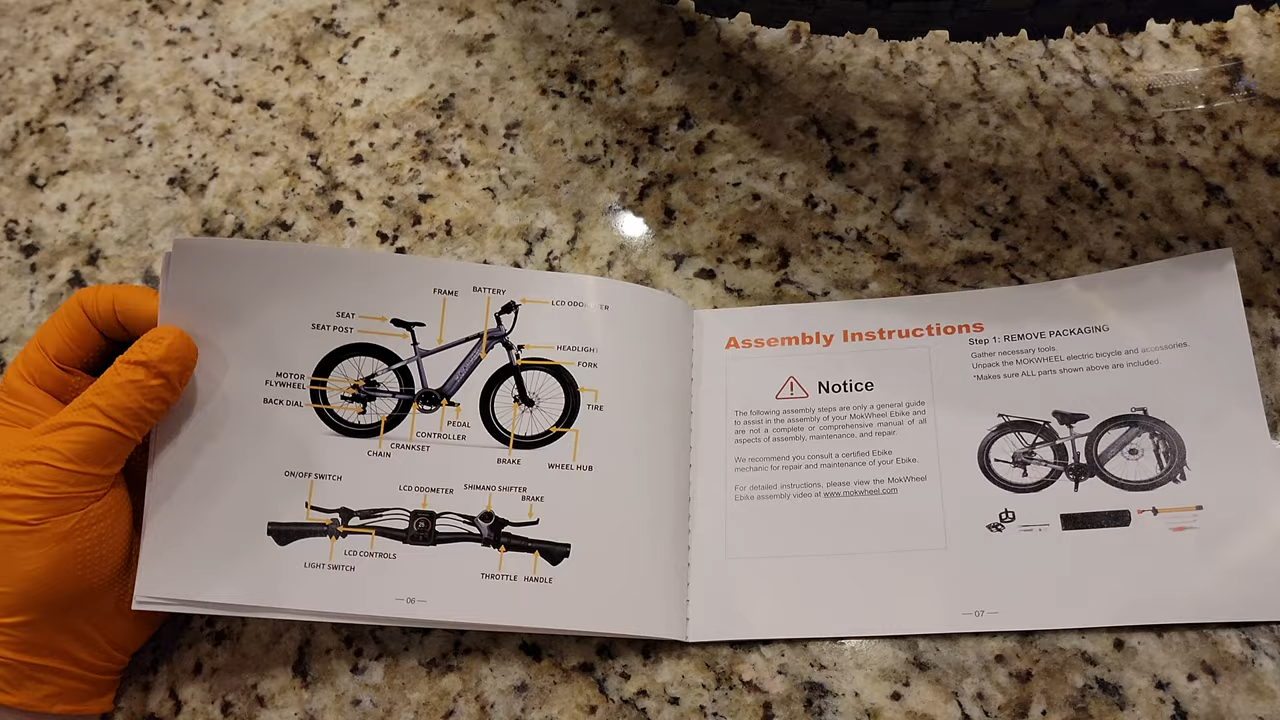 FRAME
BATTERY
LCD ODOMETER
SEAT
SEAT POST
HEADLIGHT
FORK
MOTOR
FLYWHEEL
BACK DIAL
TIRE
PEDAL
CONTROLLER
CRANKSET
CHAIN
BRAKE
WHEEL HUB
ON/OFF SWITCH
LCD ODOMETER
SHIMANO SHIFTER
BRAKE
25
LCD CONTROLS
LIGHT SWITCH
THROTTLE
HANDLE
— 06 —
Assembly Instructions
Notice
The following assembly steps are only a general guide
to assist in the assembly of your MokWheel Ebike and
are not a complete or comprehensive manual of all
aspects of assembly, maintenance, and repair.
We recommend you consult a certified Ebike
mechanic for repair and maintenance of your Ebike.
For detailed instructions, please view the MokWheel
Ebike assembly video at www.mokwheel.com
Step 1: REMOVE PACKAGING
Gather necessary tools.
Unpack the MOKWHEEL electric bicycle and accessories.
*Makes sure ALL parts shown above are included.
— 07 —